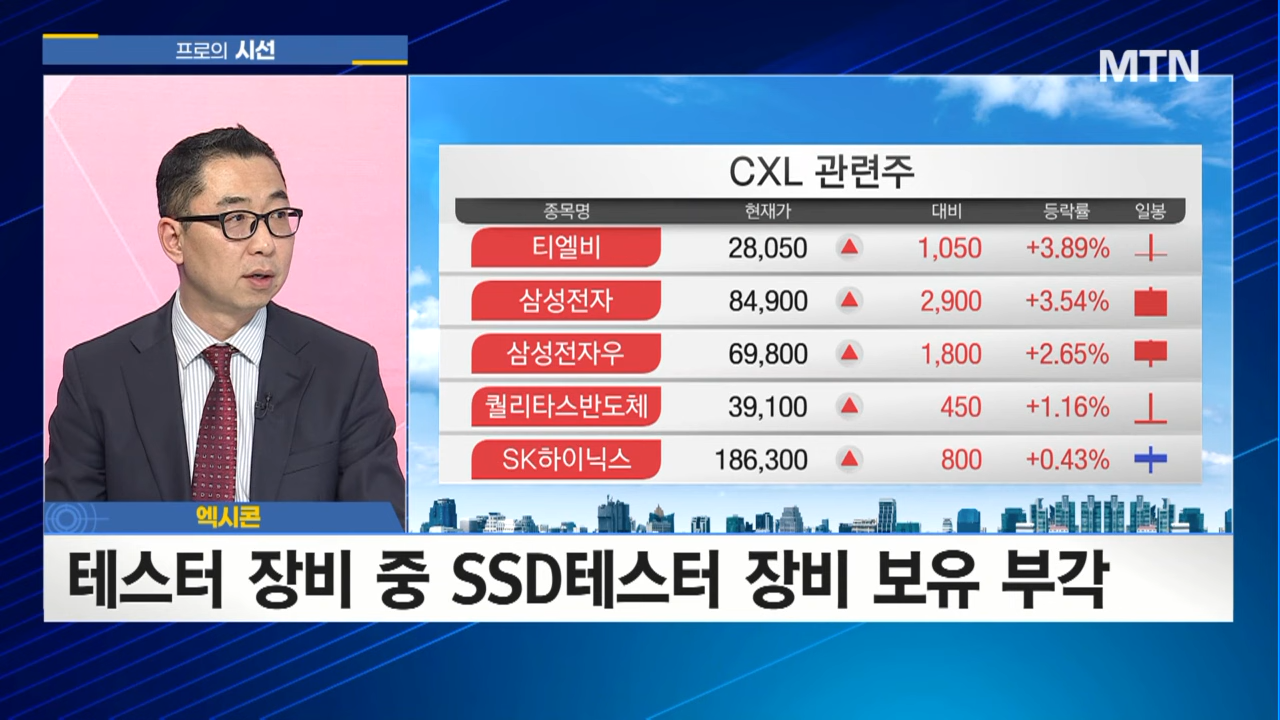 프로의 시선
MTN
CXL 관련주
종목명 현재가 대비 등락률 일봉
티엘비 28,050 ▲ 1,050 +3.89%
삼성전자 84,900 ▲ 2,900 +3.54%
삼성전자우 69,800 ▲ 1,800 +2.65%
퀄리타스반도체 39,100 ▲ 450 +1.16%
SK하이닉스 186,300 ▲ 800 +0.43%
엑시콘
테스터 장비 중 SSD테스터 장비 보유 부각